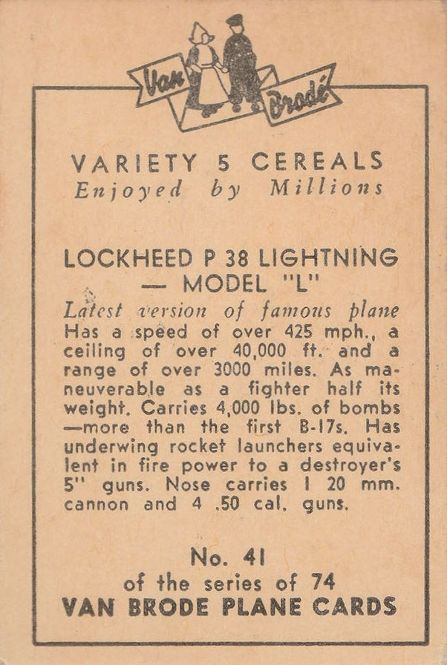 Van Brodé
VARIETY 5 CEREALS
Enjoyed by Millions
LOCKHEED P 38 LIGHTNING
— MODEL "L"
Latest version of famous plane
Has a speed of over 425 mph., a
ceiling of over 40,000 ft. and a
range of over 3000 miles. As ma-
neuverable as a fighter half its
weight. Carries 4,000 lbs. of bombs
—more than the first B-17s. Has
underwing rocket launchers equiva-
lent in fire power to a destroyer's
5" guns. Nose carries 1 20 mm.
cannon and 4 .50 cal. guns.
No. 41
of the series of 74
VAN BRODE PLANE CARDS